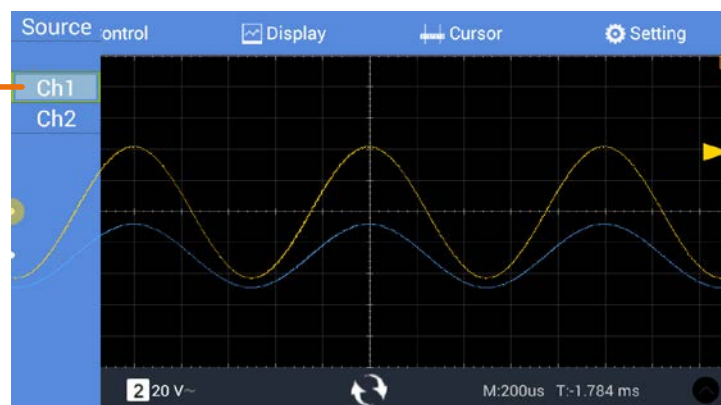 Source ontrol Display Cursor Setting
Ch1
Ch2
2 20 V~ M:200us T:-1.784 ms